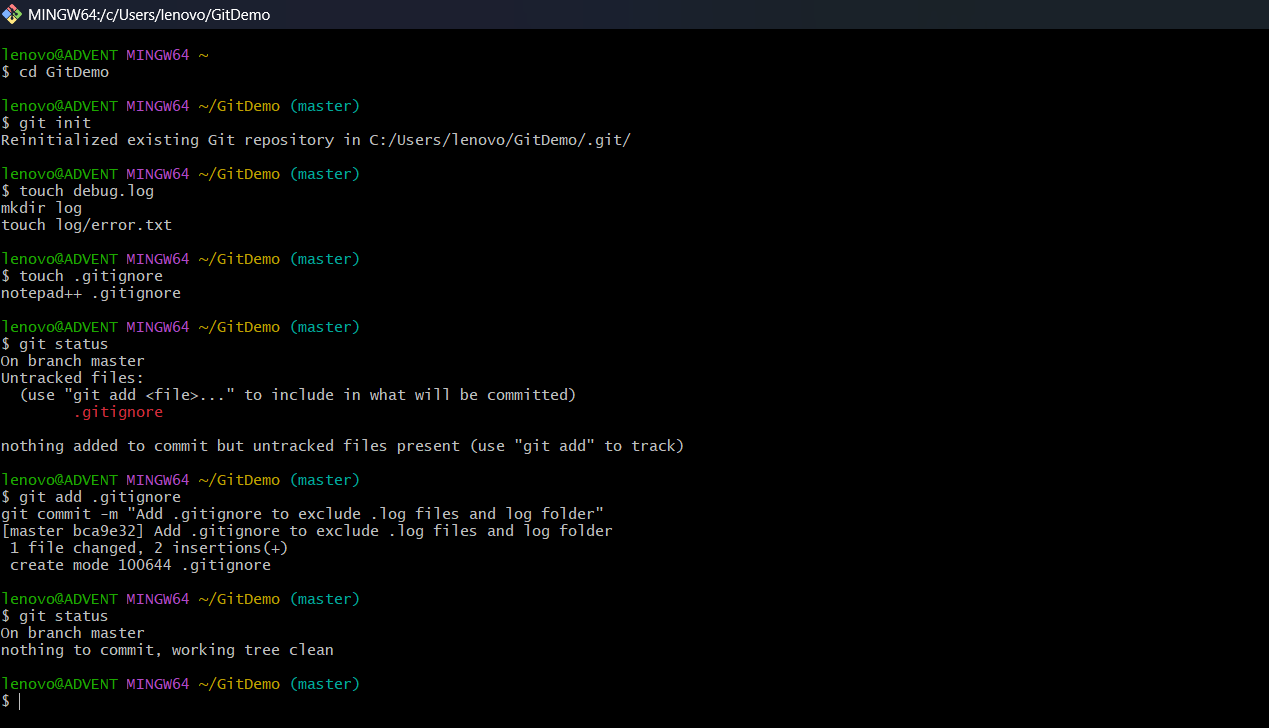 MINGW64:/c/Users/lenovo/GitDemo
lenovo@ADVENT MINGW64 ~
$ cd GitDemo
lenovo@ADVENT MINGW64 ~/GitDemo (master)
$ git init
Reinitialized existing Git repository in C:/Users/lenovo/GitDemo/.git/
lenovo@ADVENT MINGW64 ~/GitDemo (master)
$ touch debug.log
mkdir log
touch log/error.txt
lenovo@ADVENT MINGW64 ~/GitDemo (master)
$ touch .gitignore
notepad++ .gitignore
lenovo@ADVENT MINGW64 ~/GitDemo (master)
$ git status
On branch master
Untracked files:
  (use "git add <file>..." to include in what will be committed)
        .gitignore
nothing added to commit but untracked files present (use "git add" to track)
lenovo@ADVENT MINGW64 ~/GitDemo (master)
$ git add .gitignore
git commit -m "Add .gitignore to exclude .log files and log folder"
[master bca9e32] Add .gitignore to exclude .log files and log folder
 1 file changed, 2 insertions(+)
 create mode 100644 .gitignore
lenovo@ADVENT MINGW64 ~/GitDemo (master)
$ git status
On branch master
nothing to commit, working tree clean
lenovo@ADVENT MINGW64 ~/GitDemo (master)
$